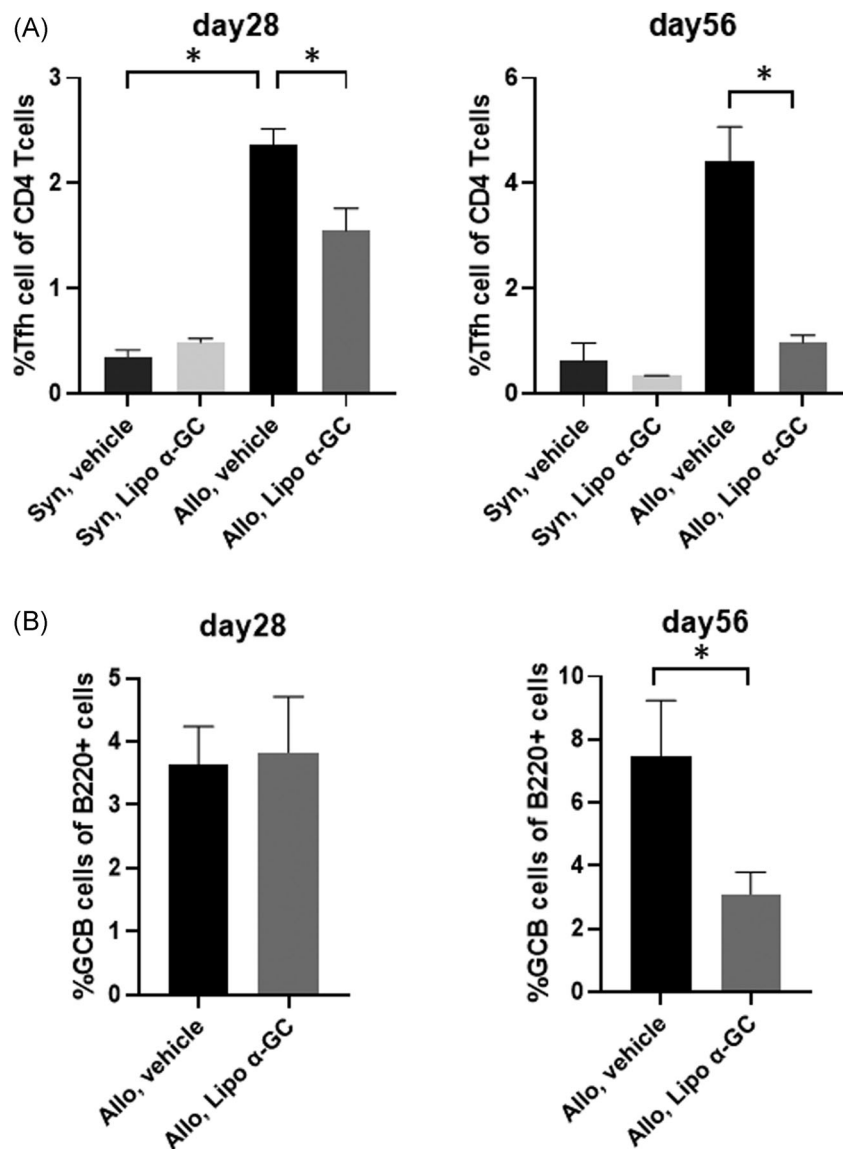 (A)
day28
day56
*
*
*
%Tfh cell of CD4 Tcells
3
2
1
0
%Tfh cell of CD4 Tcells
6
4
2
0
Syn, vehicle
Syn, Lipo α-GC
Allo, vehicle
Allo, Lipo α-GC
Syn, vehicle
Syn, Lipo α-GC
Allo, vehicle
Allo, Lipo α-GC
(B)
day28
day56
*
%GCB cells of B220+ cells
5
4
3
2
1
0
%GCB cells of B220+ cells
10
8
6
4
2
0
Allo, vehicle
Allo, Lipo α-GC
Allo, vehicle
Allo, Lipo α-GC